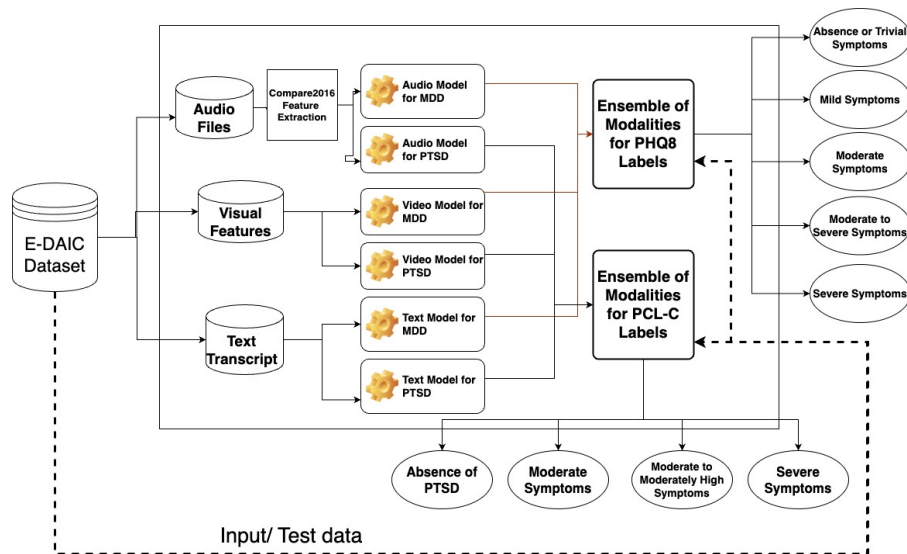 E-DAIC
Dataset
Audio
Files
Visual
Features
Text
Transcript
Compare2016
Feature
Extraction
Audio Model
for MDD
Audio Model
for PTSD
Video Model for
MDD
Video Model for
PTSD
Text Model for
MDD
Text Model for
PTSD
Ensemble of
Modalities
for PHQ8
Labels
Ensemble of
Modalities
for PCL-C
Labels
Absence or Trivial
Symptoms
Mild Symptoms
Moderate
Symptoms
Moderate to
Severe Symptoms
Severe Symptoms
Absence of
PTSD
Moderate
Symptoms
Moderate to
Moderately High
Symptoms
Severe
Symptoms
Input/ Test data